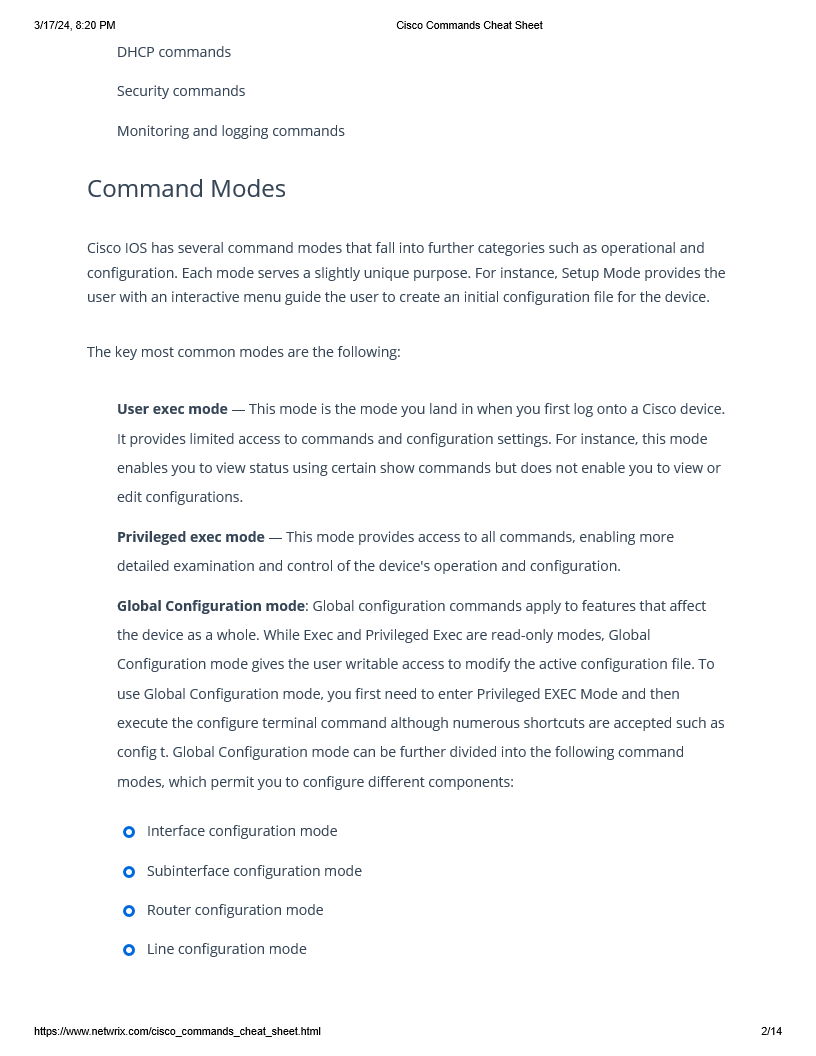 3/17/24, 8:20 PM
Cisco Commands Cheat Sheet
DHCP commands
Security commands
Monitoring and logging commands
Command Modes
Cisco IOS has several command modes that fall into further categories such as operational and
configuration. Each mode serves a slightly unique purpose. For instance, Setup Mode provides the
user with an interactive menu guide the user to create an initial configuration file for the device.
The key most common modes are the following:
User exec mode — This mode is the mode you land in when you first log onto a Cisco device.
It provides limited access to commands and configuration settings. For instance, this mode
enables you to view status using certain show commands but does not enable you to view or
edit configurations.
Privileged exec mode — This mode provides access to all commands, enabling more
detailed examination and control of the device's operation and configuration.
Global Configuration mode: Global configuration commands apply to features that affect
the device as a whole. While Exec and Privileged Exec are read-only modes, Global
Configuration mode gives the user writable access to modify the active configuration file. To
use Global Configuration mode, you first need to enter Privileged EXEC Mode and then
execute the configure terminal command although numerous shortcuts are accepted such as
config t. Global Configuration mode can be further divided into the following command
modes, which permit you to configure different components:
Interface configuration mode
Subinterface configuration mode
Router configuration mode
Line configuration mode
https://www.netwrix.com/cisco_commands_cheat_sheet.html
2/14